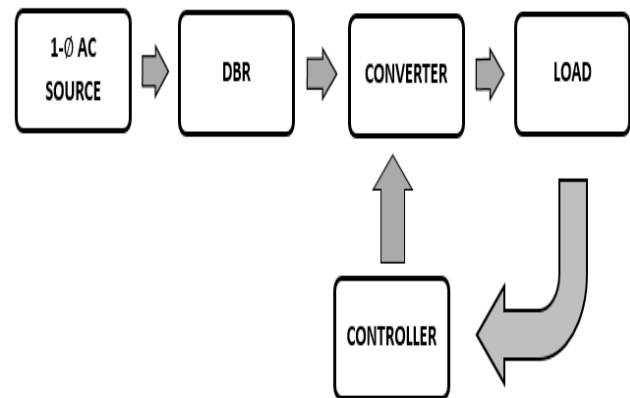 1-Ø AC
SOURCE
DBR
CONVERTER
LOAD
CONTROLLER